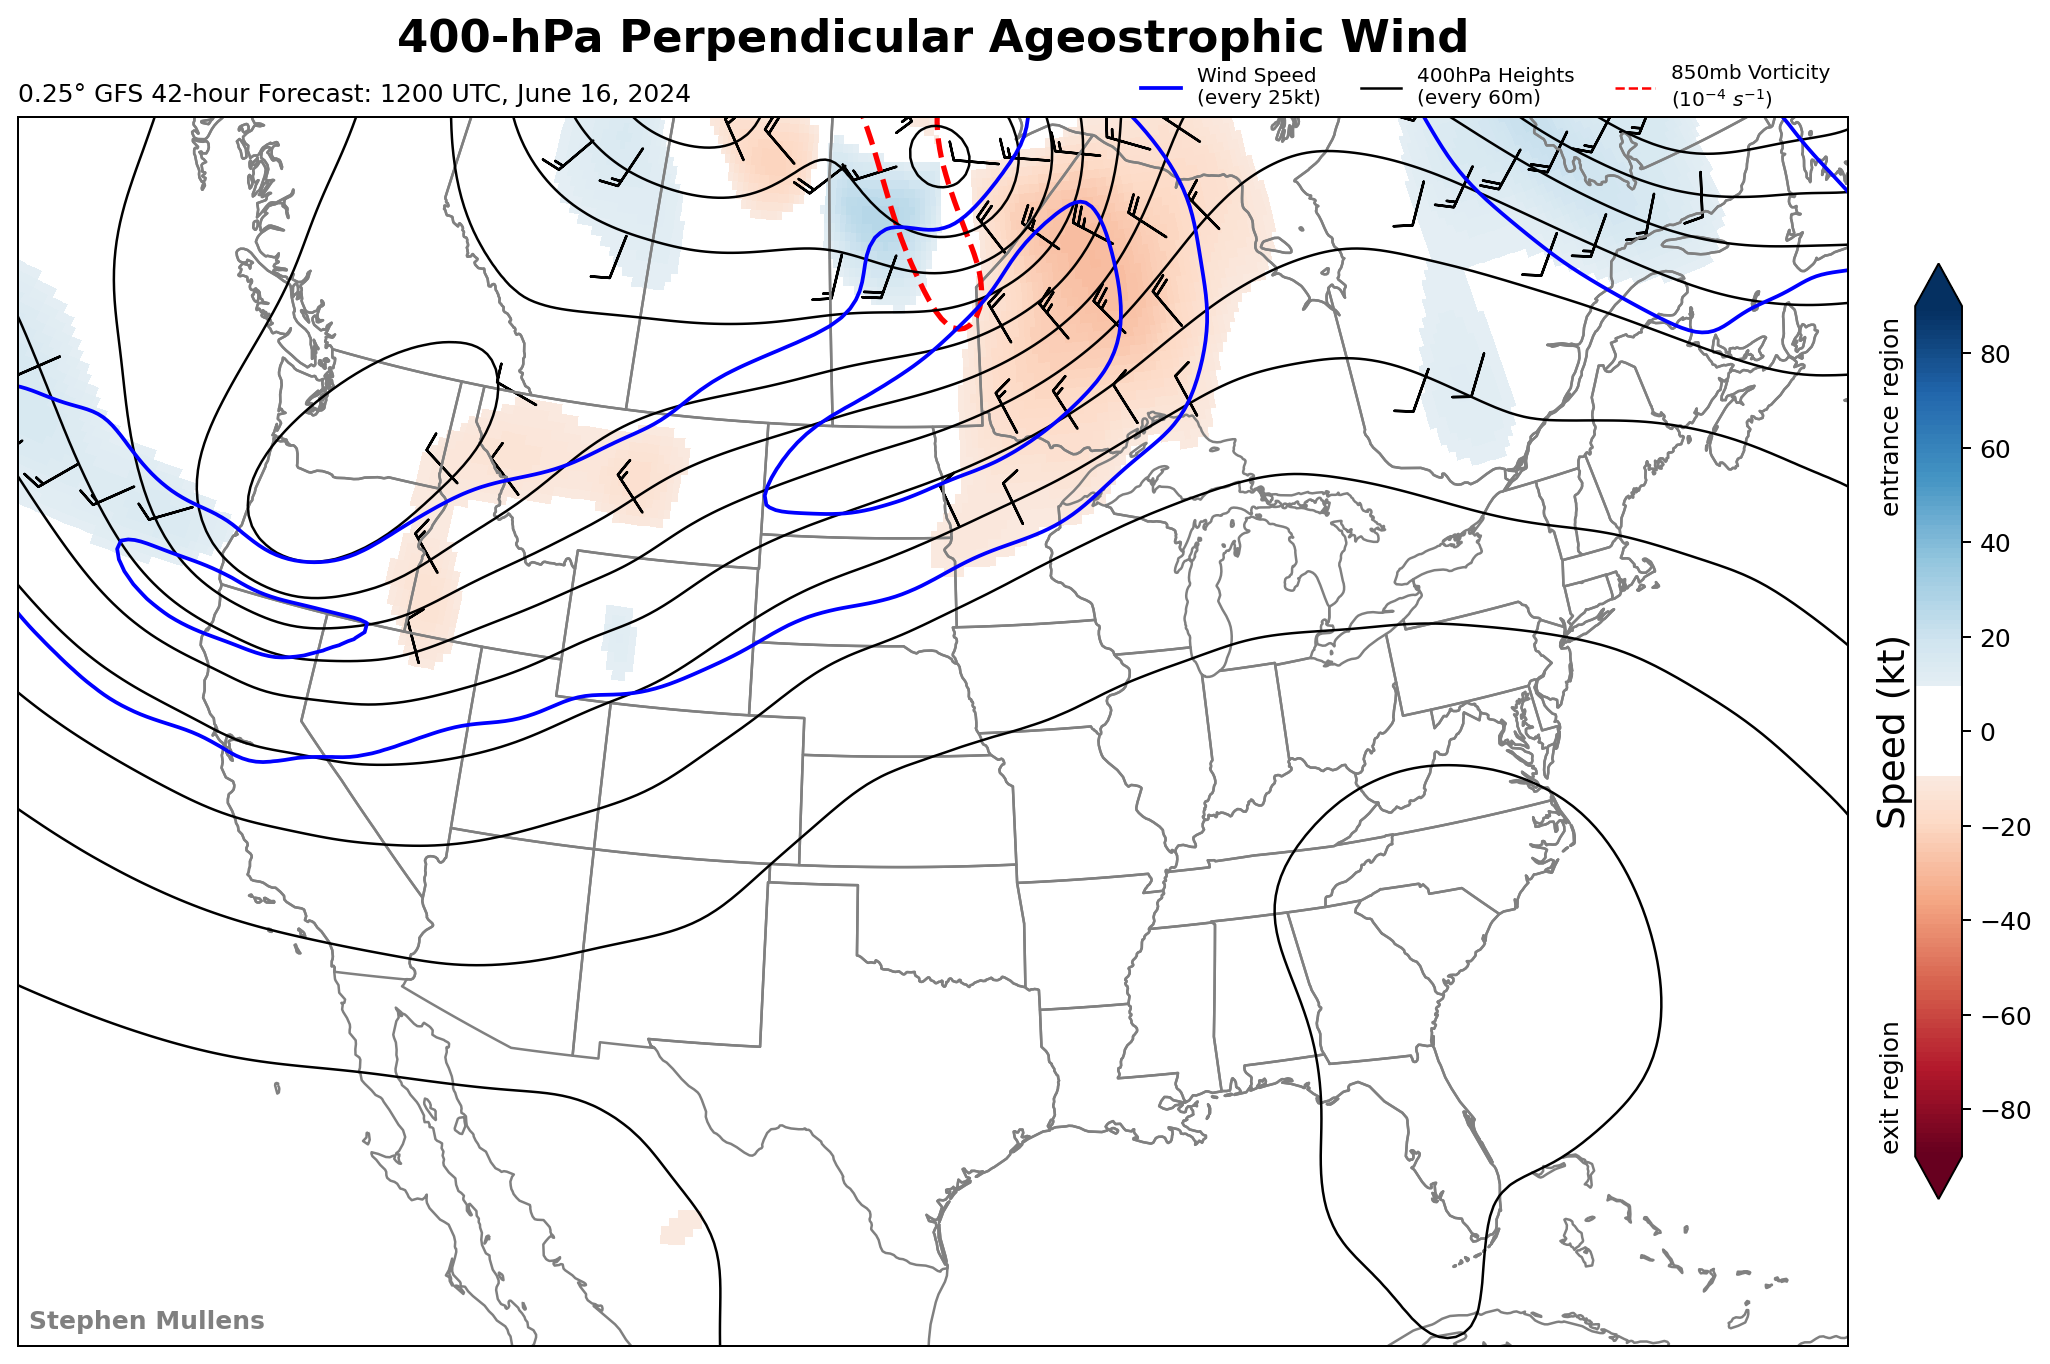 400-hPa Perpendicular Ageostrophic Wind
0.25° GFS 42-hour Forecast: 1200 UTC, June 16, 2024
Wind Speed
(every 25kt)
400hPa Heights
(every 60m)
850mb Vorticity
(10⁻⁴ s⁻¹)
entrance region
Speed (kt)
exit region
80
60
40
20
0
−20
−40
−60
−80
Stephen Mullens